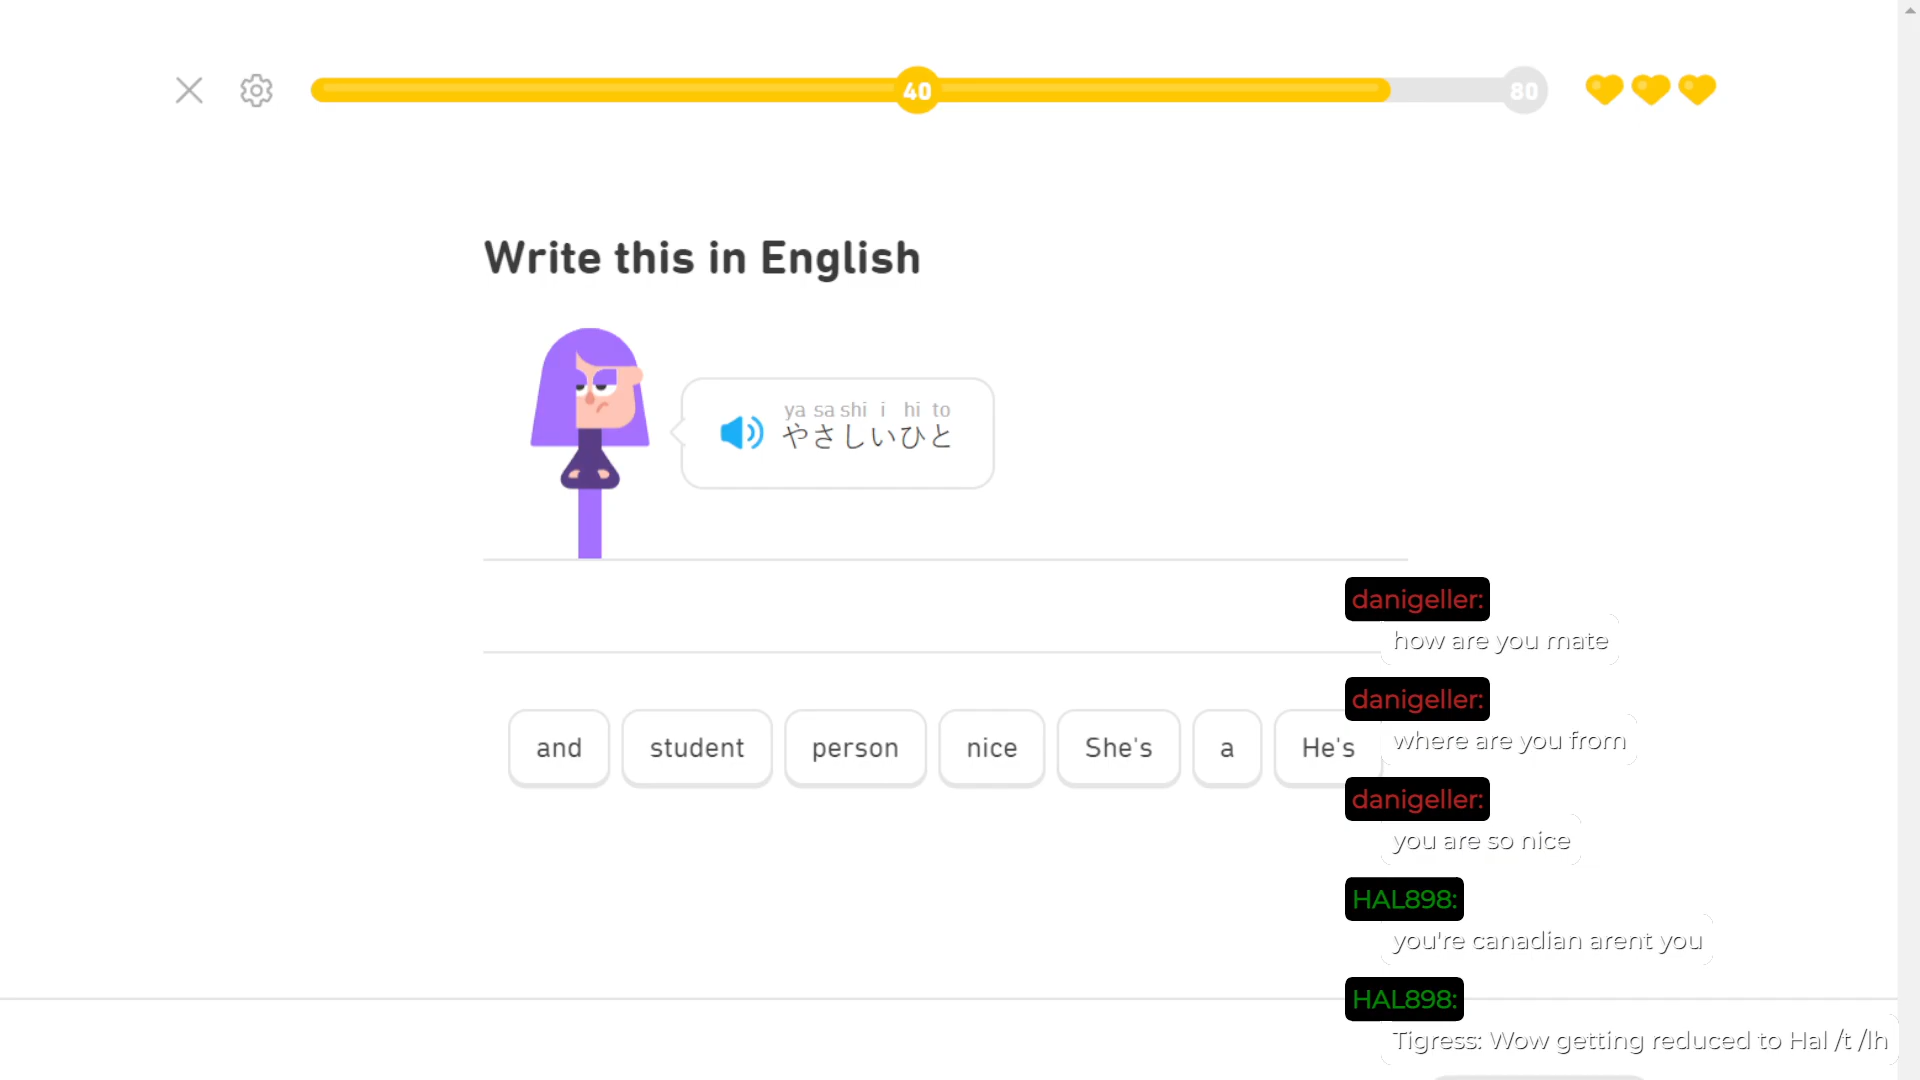 40
80
Write this in English
ya sa shi i hi to
やさしいひと
and student person nice She's a He's
danigeller:
how are you mate
danigeller:
where are you from
danigeller:
you are so nice
HAL898:
you're canadian arent you
HAL898:
Tigress: Wow getting reduced to Hal /t /lh